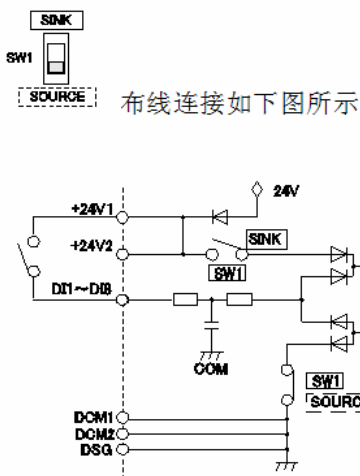 SINK
SW1
SOURCE
布线连接如下图所示
24V
+24V1
+24V2
SINK
SW1
DI1~DI8
COM
SW1
SOURC
DCM1
DCM2
DSG